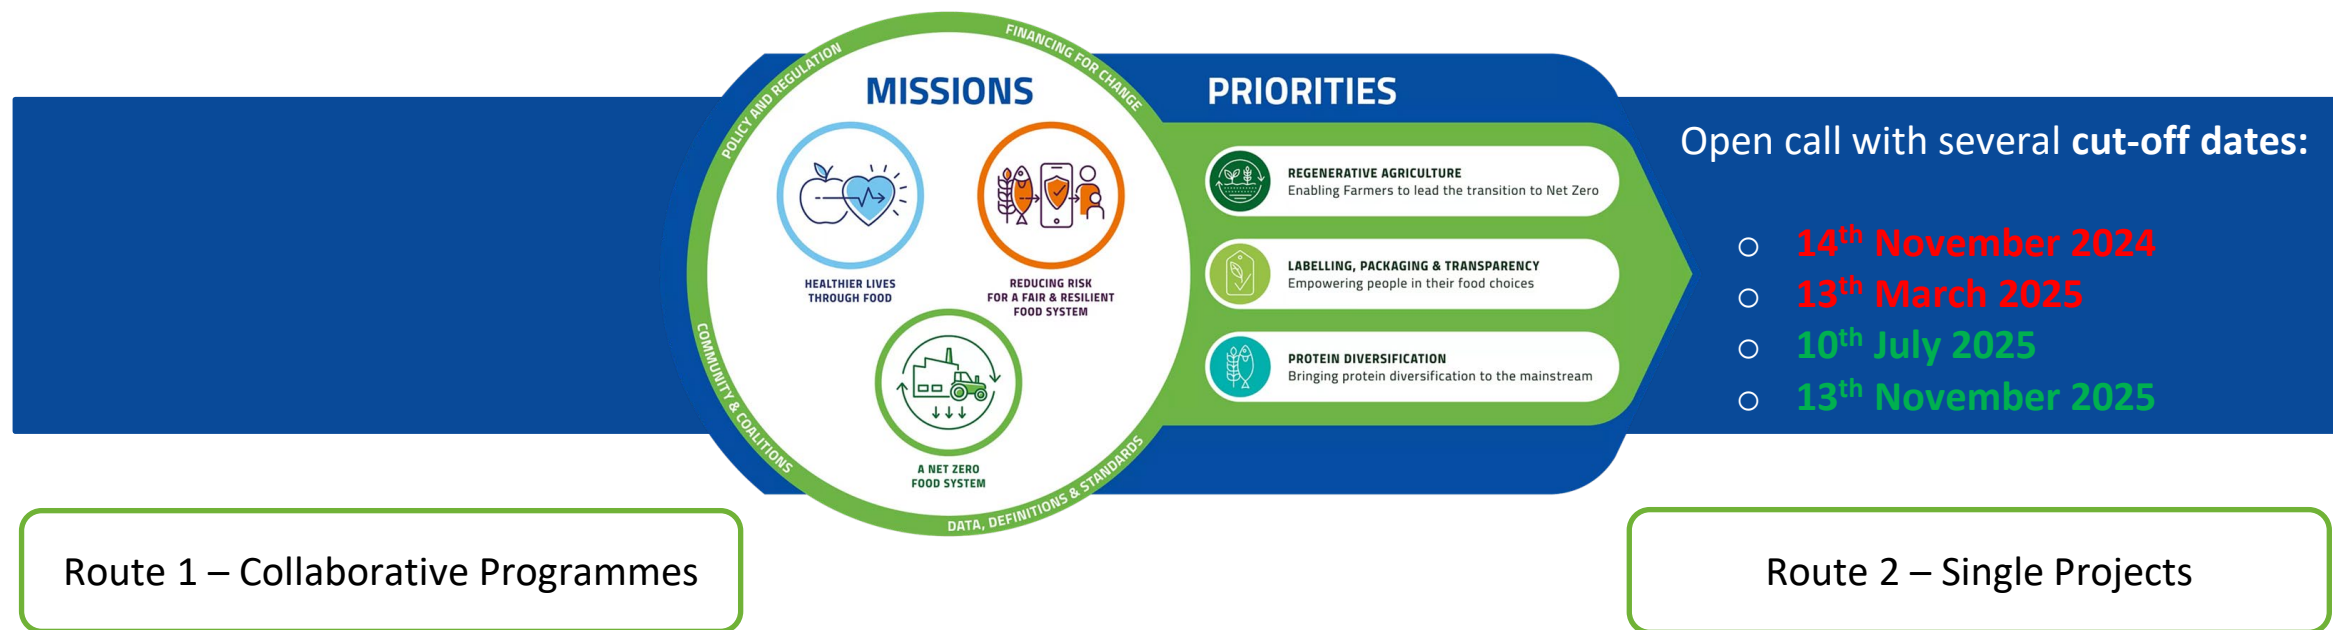 POLICY AND REGULATION
FINANCING FOR CHANGE
COMMUNITY & COALITIONS
DATA, DEFINITIONS & STANDARDS
MISSIONS
HEALTHIER LIVES
THROUGH FOOD
REDUCING RISK
FOR A FAIR & RESILIENT
FOOD SYSTEM
A NET ZERO
FOOD SYSTEM
PRIORITIES
REGENERATIVE AGRICULTURE
Enabling Farmers to lead the transition to Net Zero
LABELLING, PACKAGING & TRANSPARENCY
Empowering people in their food choices
PROTEIN DIVERSIFICATION
Bringing protein diversification to the mainstream
Open call with several cut-off dates:
14th November 2024
13th March 2025
10th July 2025
13th November 2025
Route 1 – Collaborative Programmes
Route 2 – Single Projects